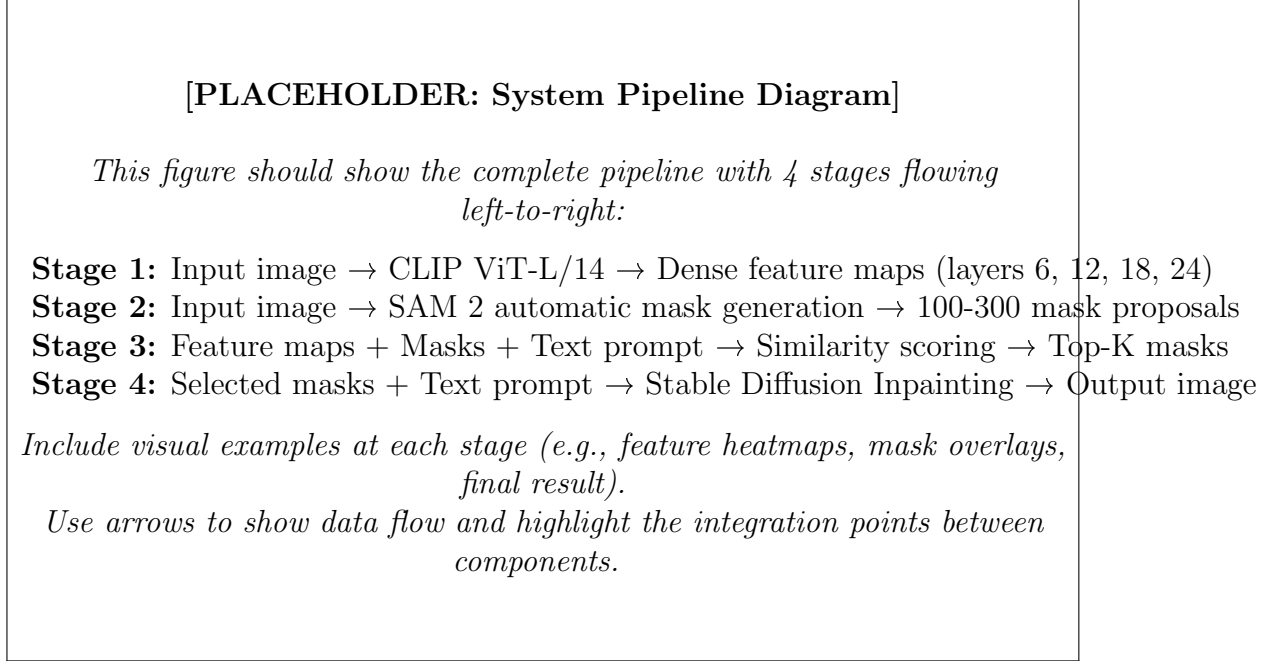 [PLACEHOLDER: System Pipeline Diagram]
This figure should show the complete pipeline with 4 stages flowing
left-to-right:
Stage 1: Input image → CLIP ViT-L/14 → Dense feature maps (layers 6, 12, 18, 24)
Stage 2: Input image → SAM 2 automatic mask generation → 100-300 mask proposals
Stage 3: Feature maps + Masks + Text prompt → Similarity scoring → Top-K masks
Stage 4: Selected masks + Text prompt → Stable Diffusion Inpainting → Output image
Include visual examples at each stage (e.g., feature heatmaps, mask overlays,
final result).
Use arrows to show data flow and highlight the integration points between
components.